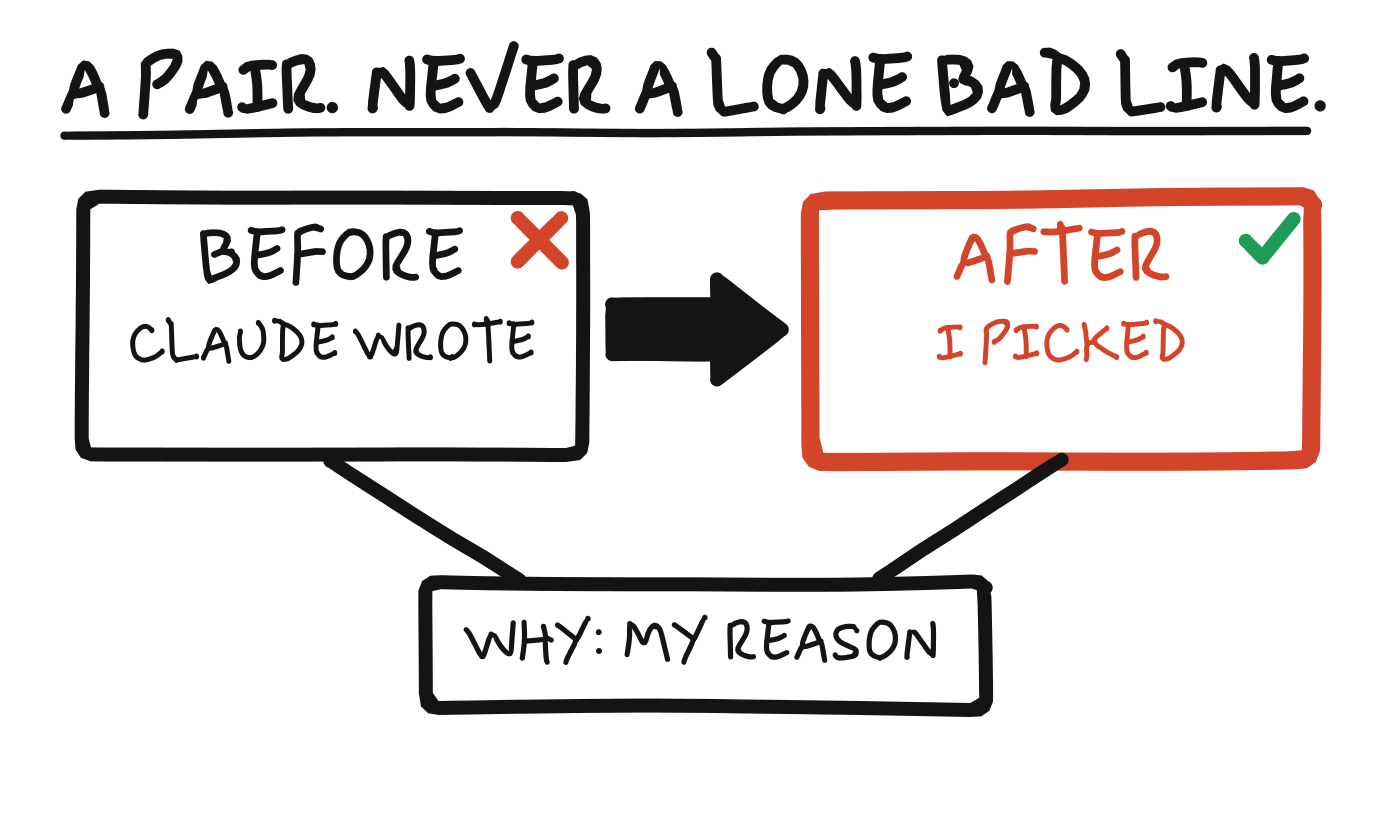 A PAIR. NEVER A LONE BAD LINE.
BEFORE
CLAUDE WROTE
AFTER
I PICKED
WHY: MY REASON